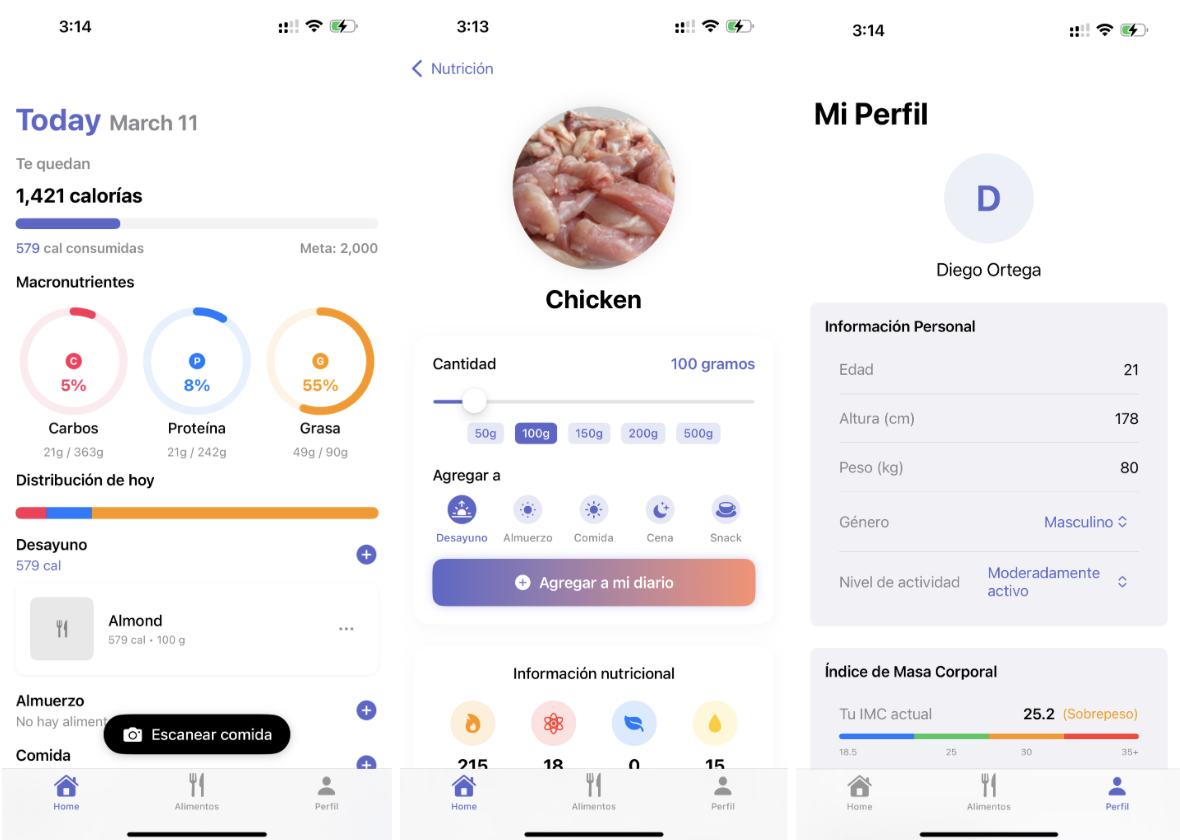 3:14
Today March 11
Te quedan
1,421 calorías
579 cal consumidas
Meta: 2,000
Macronutrientes
C
5%
P
8%
G
55%
Carbos
Proteína
Grasa
21g / 363g
21g / 242g
49g / 90g
Distribución de hoy
Desayuno
579 cal
Almond
579 cal • 100 g
Almuerzo
No hay aliment
Escanear comida
Comida
Home
Alimentos
Perfil
3:13
Nutrición
Chicken
Cantidad
100 gramos
50g
100g
150g
200g
500g
Agregar a
Desayuno
Almuerzo
Comida
Cena
Snack
Agregar a mi diario
Información nutricional
215
18
0
15
Home
Alimentos
Perfil
3:14
Mi Perfil
D
Diego Ortega
Información Personal
Edad
21
Altura (cm)
178
Peso (kg)
80
Género
Masculino
Nivel de actividad
Moderadamente
activo
Índice de Masa Corporal
Tu IMC actual
25.2 (Sobrepeso)
18.5
25
30
35+
Home
Alimentos
Perfil